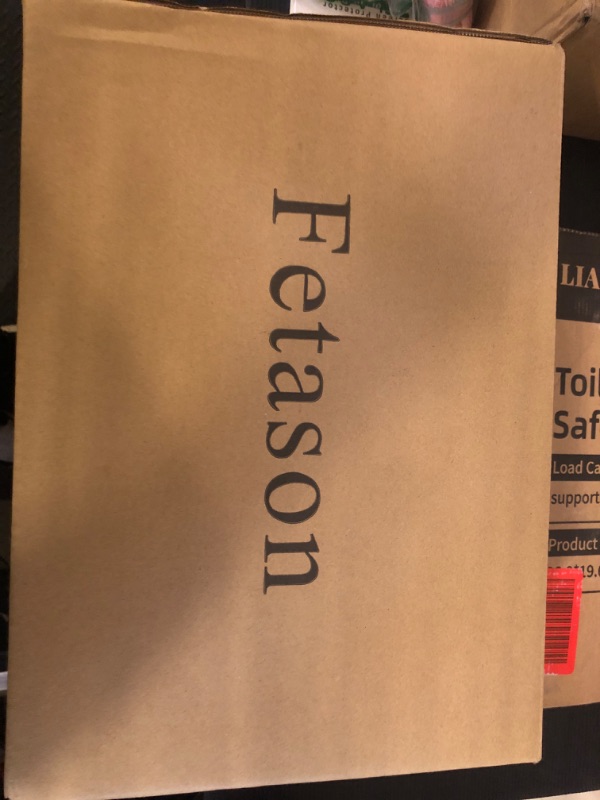 Fetason
LIA
Toil
Saf
Load Ca
support
Product